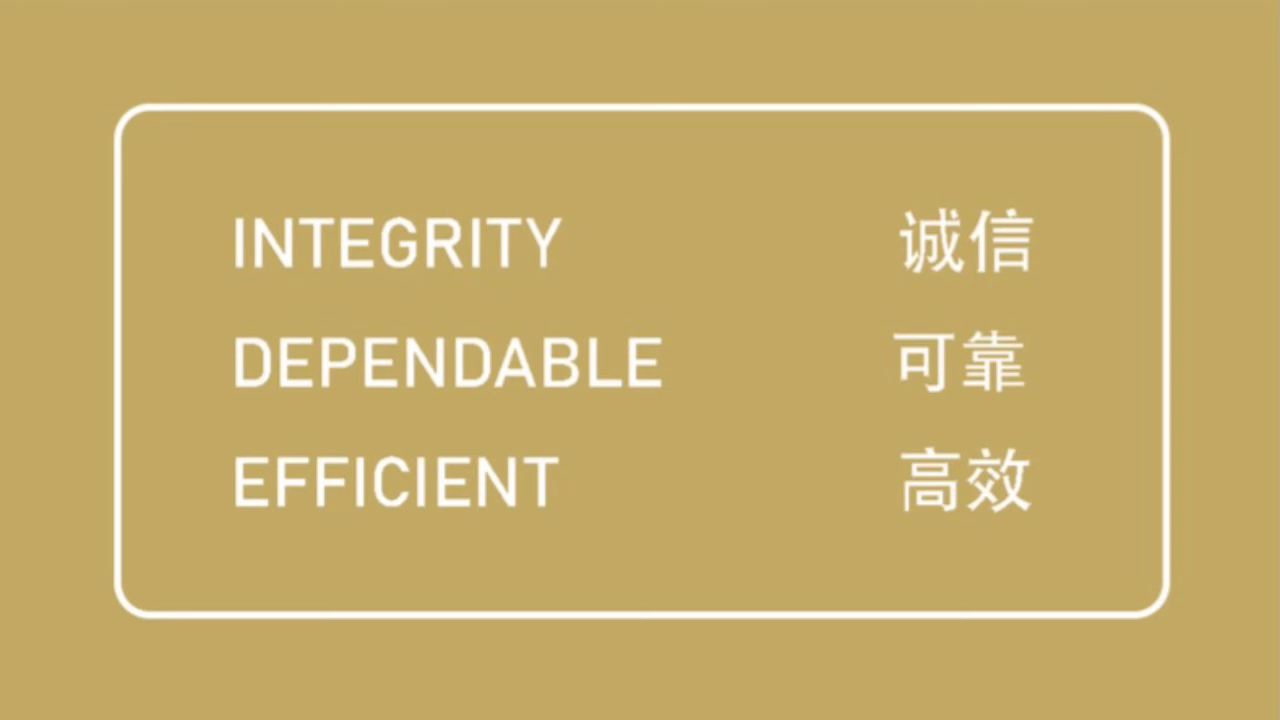 INTEGRITY 诚信
DEPENDABLE 可靠
EFFICIENT 高效